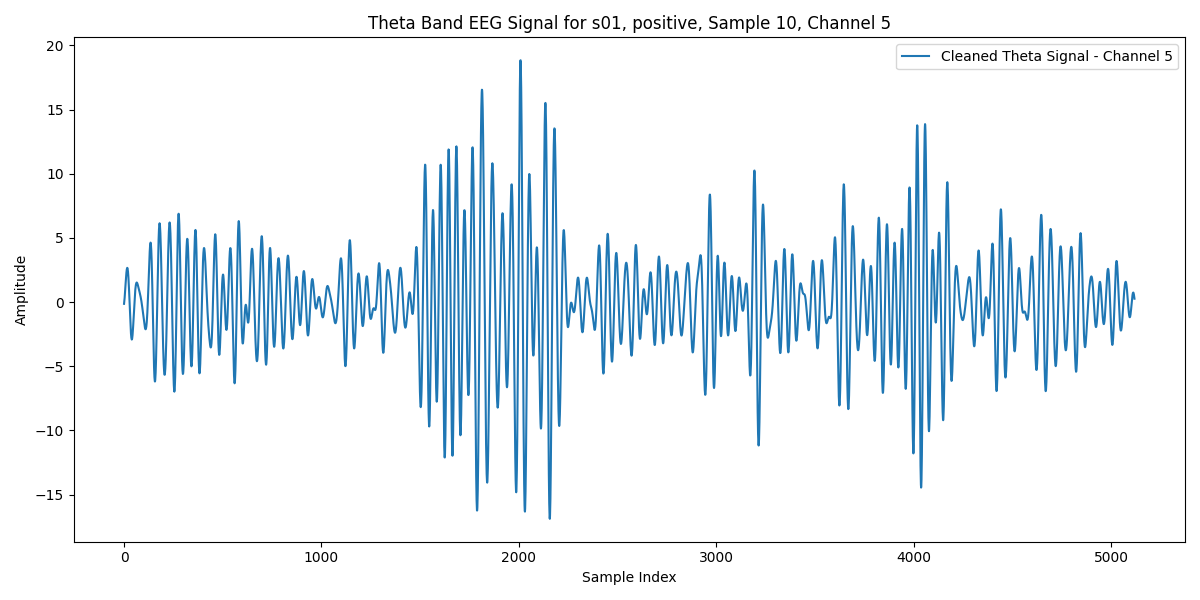 Theta Band EEG Signal for s01, positive, Sample 10, Channel 5
Cleaned Theta Signal - Channel 5
Amplitude
20
15
10
5
0
−5
−10
−15
0 1000 2000 3000 4000 5000
Sample Index